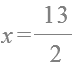 x = 13/2